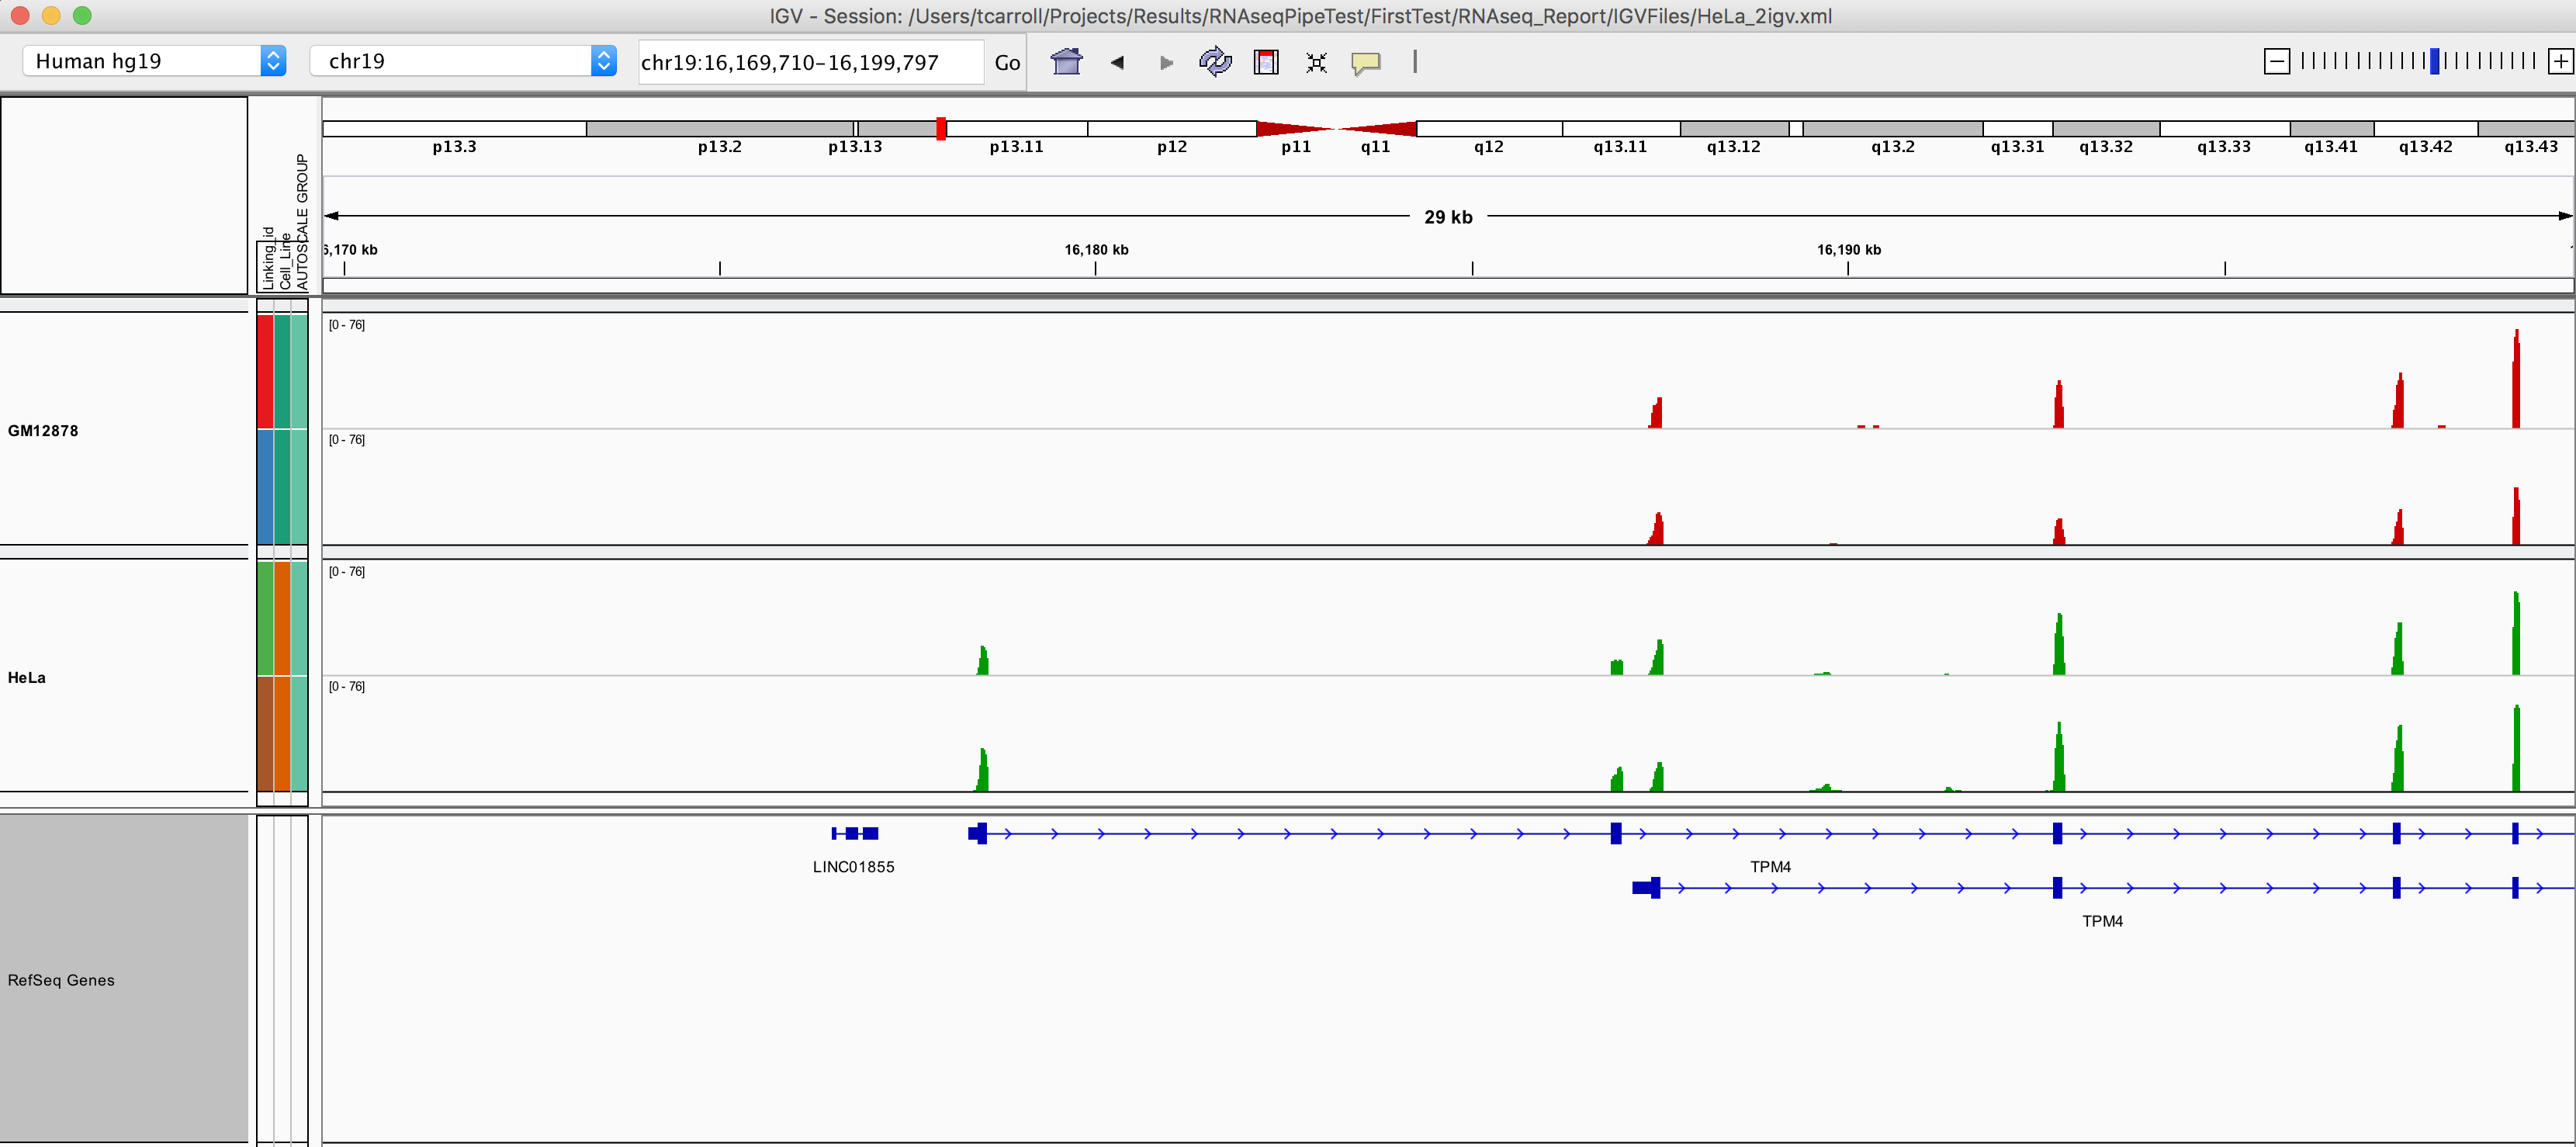 IGV - Session: /Users/tcarroll/Projects/Results/RNAseqPipeTest/FirstTest/RNAseq_Report/IGVFiles/HeLa_2igv.xml
Human hg19 chr19 chr19:16,169,710-16,199,797 Go
p13.3 p13.2 p13.13 p13.11 p12 p11 q11 q12 q13.11 q13.12 q13.2 q13.31 q13.32 q13.33 q13.41 q13.42 q13.43
29 kb
6,170 kb 16,180 kb 16,190 kb
Linking_id
Cell_Line
AUTOSCALE GROUP
[0 - 76]
GM12878
[0 - 76]
[0 - 76]
HeLa
[0 - 76]
LINC01855 TPM4
TPM4
RefSeq Genes